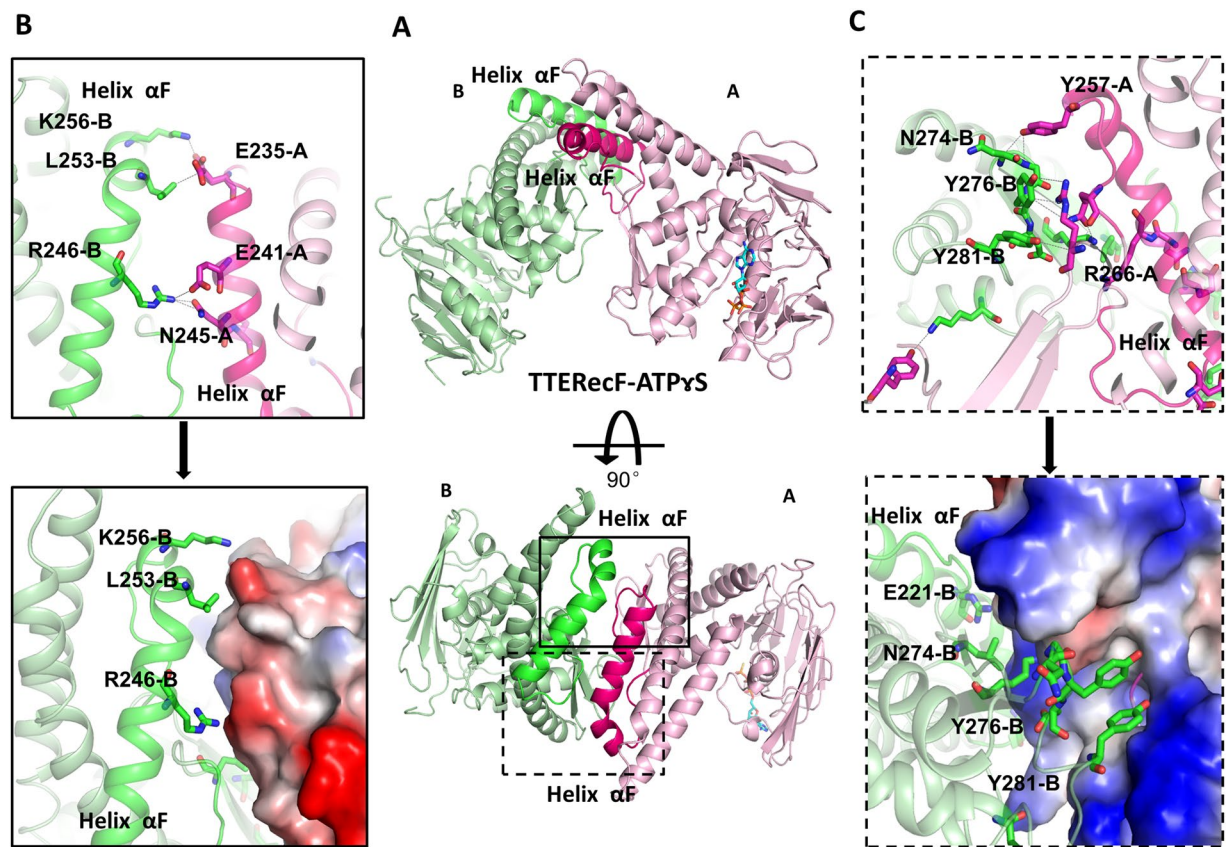 B
Helix αF
K256-B
L253-B
E235-A
R246-B
E241-A
N245-A
Helix αF
K256-B
L253-B
R246-B
Helix αF
A
Helix αF
B
A
Helix αF
TTERecF-ATPγS
90°
B
A
Helix αF
Helix αF
C
Y257-A
N274-B
Y276-B
Y281-B
R266-A
Helix αF
Helix αF
E221-B
N274-B
Y276-B
Y281-B